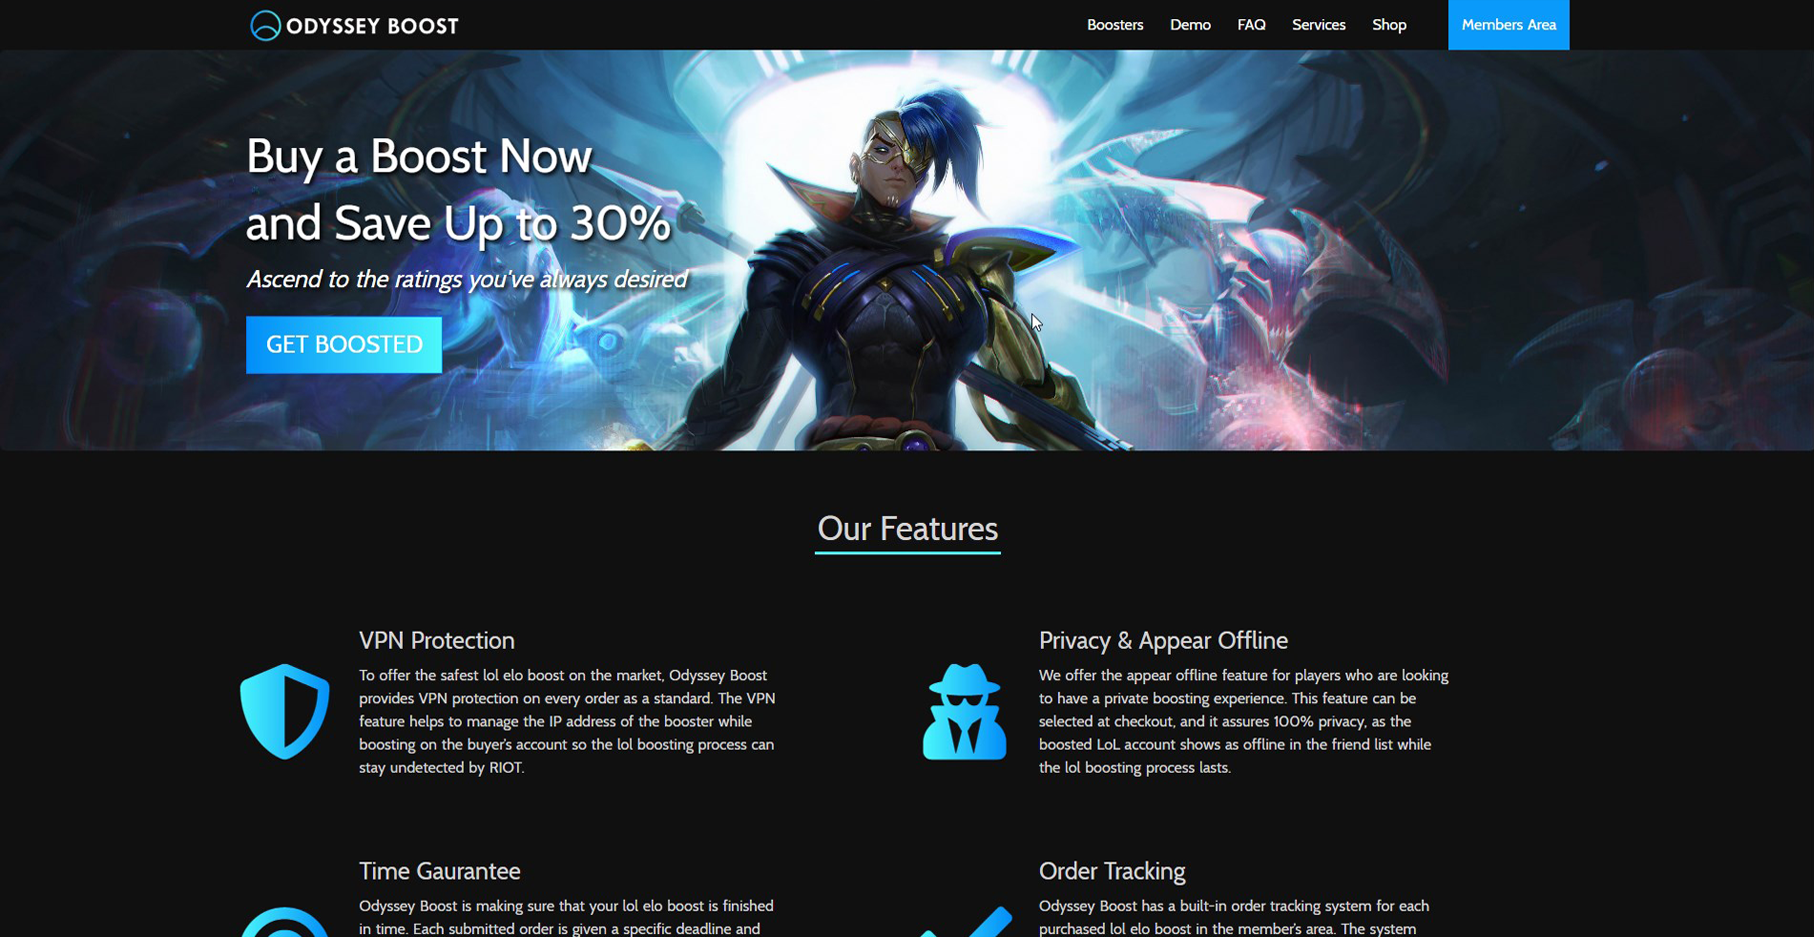 ODYSSEY BOOST
Boosters
Demo
FAQ
Services
Shop
Members Area
Buy a Boost Now
and Save Up to 30%
Ascend to the ratings you've always desired
GET BOOSTED
Our Features
VPN Protection
To offer the safest lol elo boost on the market, Odyssey Boost
provides VPN protection on every order as a standard. The VPN
feature helps to manage the IP address of the booster while
boosting on the buyer's account so the lol boosting process can
stay undetected by RIOT.
Privacy & Appear Offline
We offer the appear offline feature for players who are looking
to have a private boosting experience. This feature can be
selected at checkout, and it assures 100% privacy, as the
boosted LoL account shows as offline in the friend list while
the lol boosting process lasts.
Time Gaurantee
Odyssey Boost is making sure that your lol elo boost is finished
in time. Each submitted order is given a specific deadline and
Order Tracking
Odyssey Boost has a built-in order tracking system for each
purchased lol elo boost in the member's area. The system